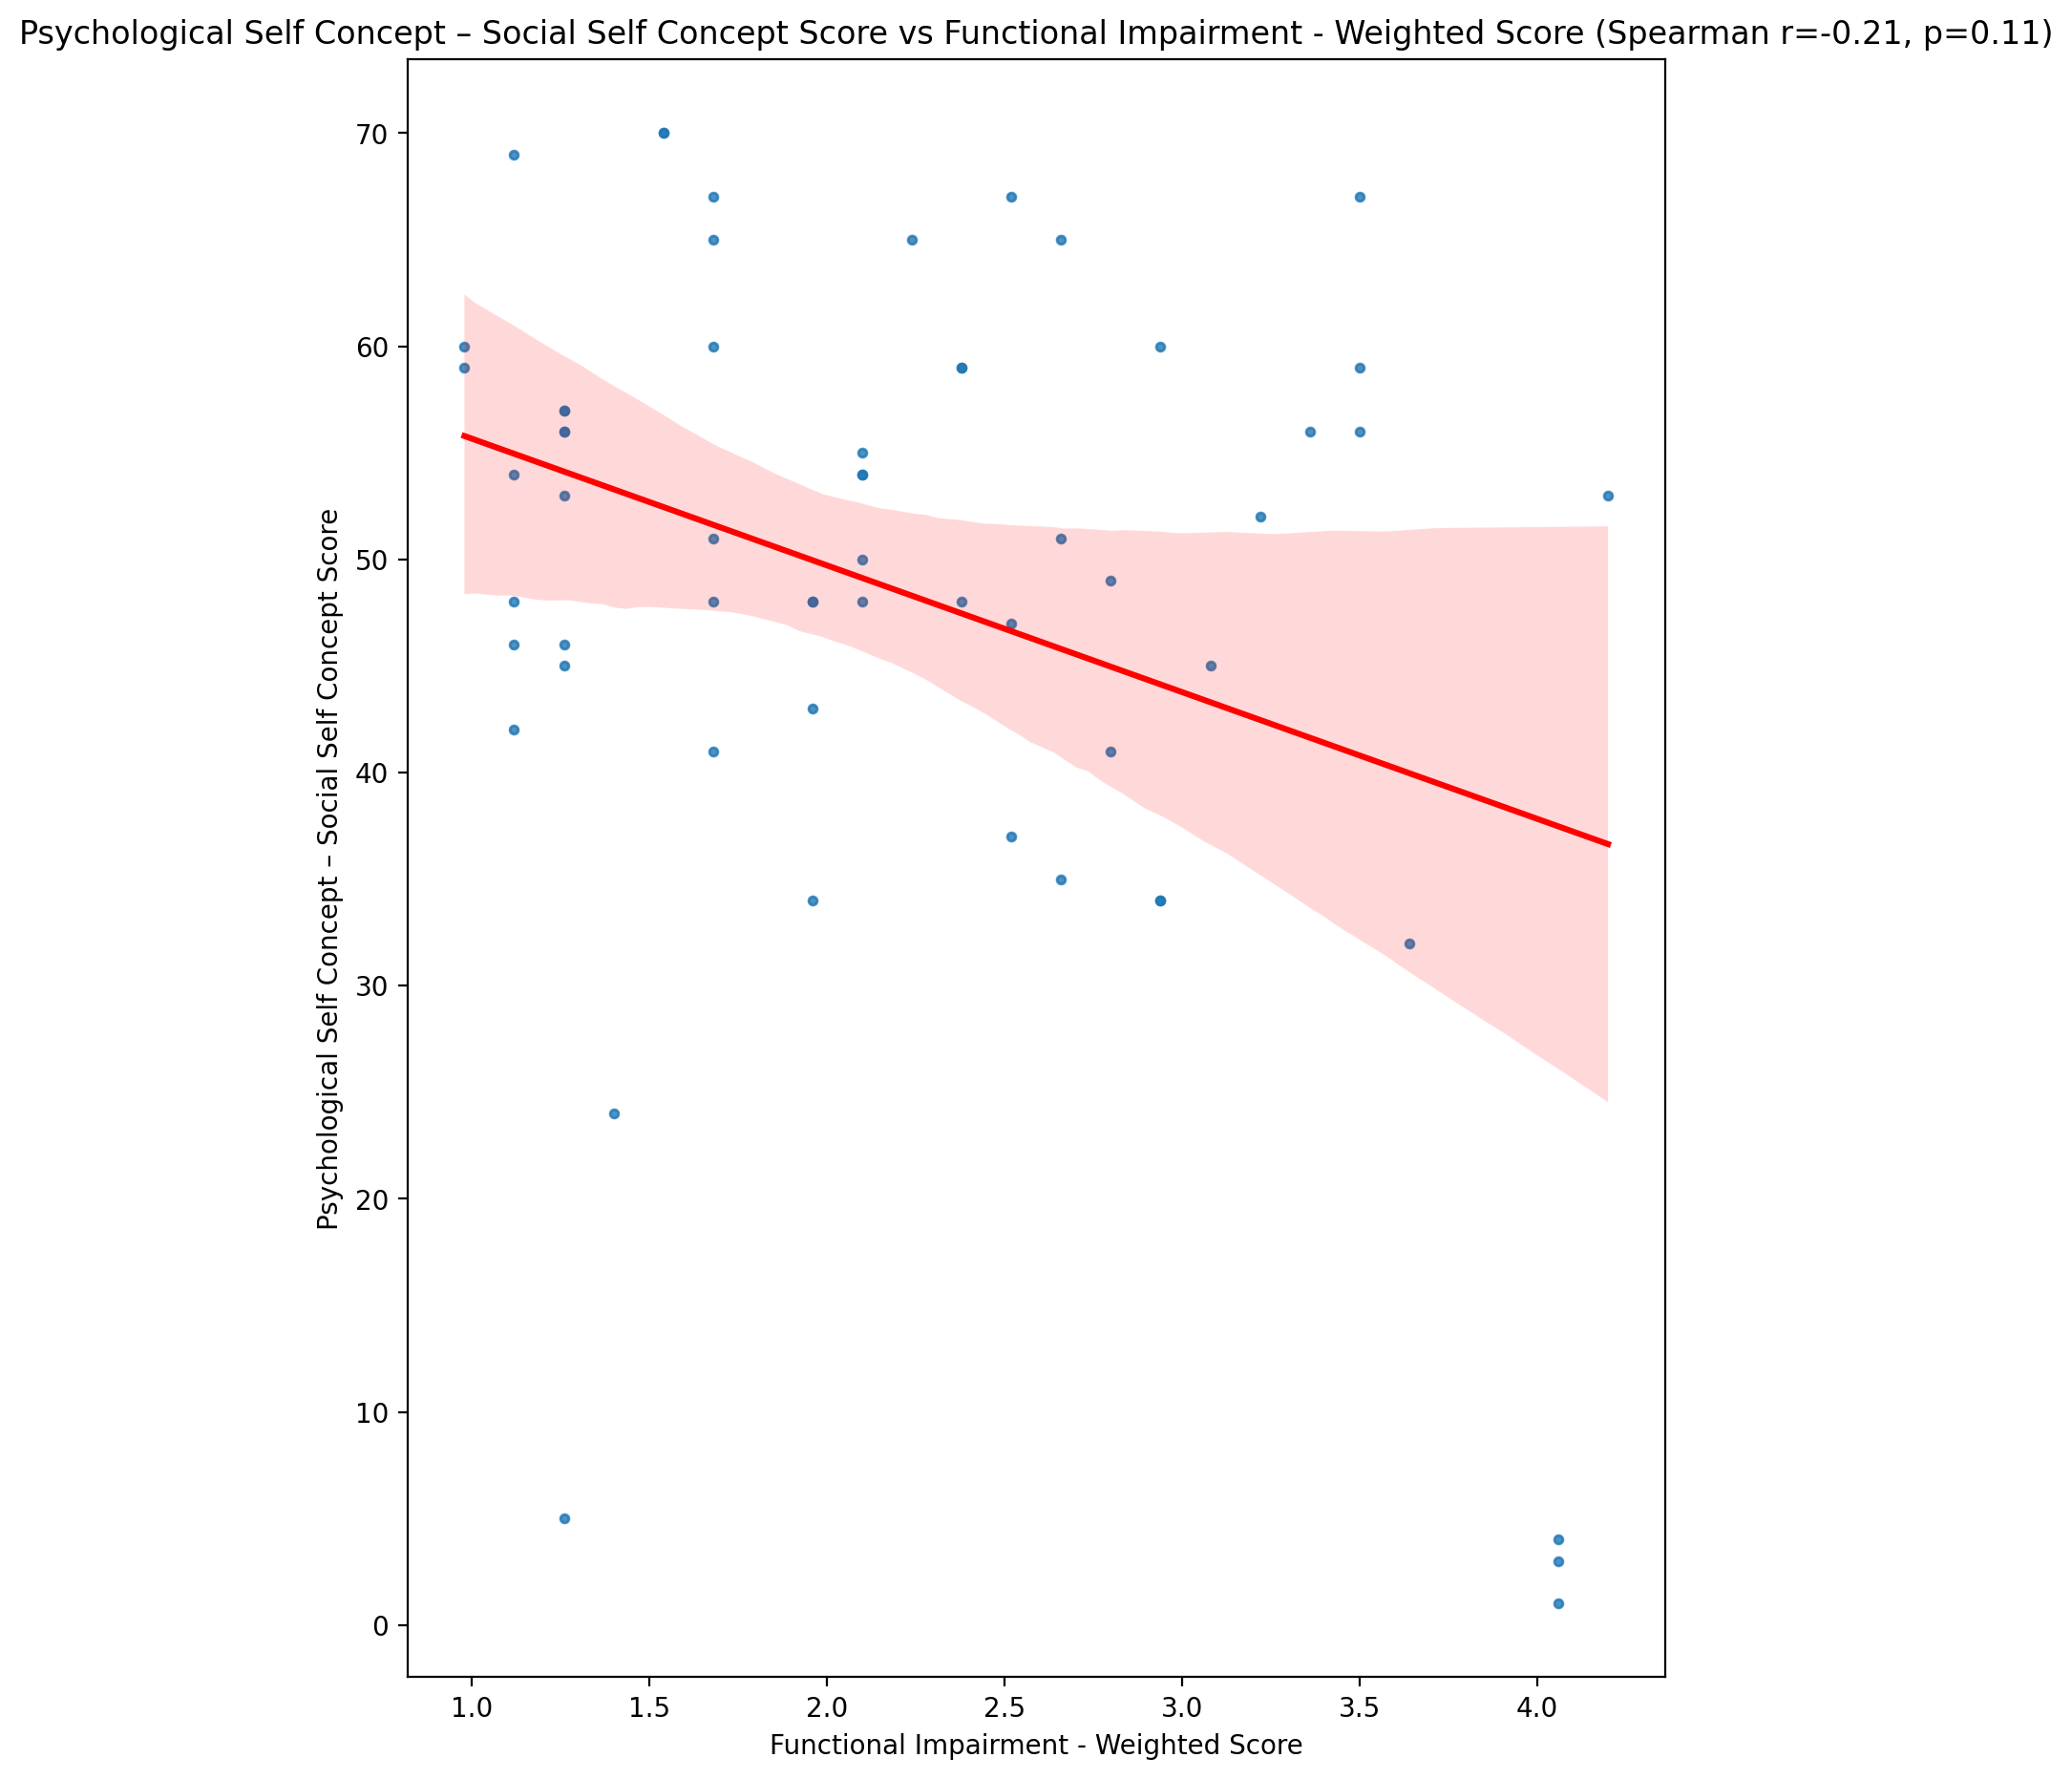 Psychological Self Concept – Social Self Concept Score vs Functional Impairment - Weighted Score (Spearman r=-0.21, p=0.11)
Psychological Self Concept – Social Self Concept Score
70
60
50
40
30
20
10
0
1.0 1.5 2.0 2.5 3.0 3.5 4.0
Functional Impairment - Weighted Score